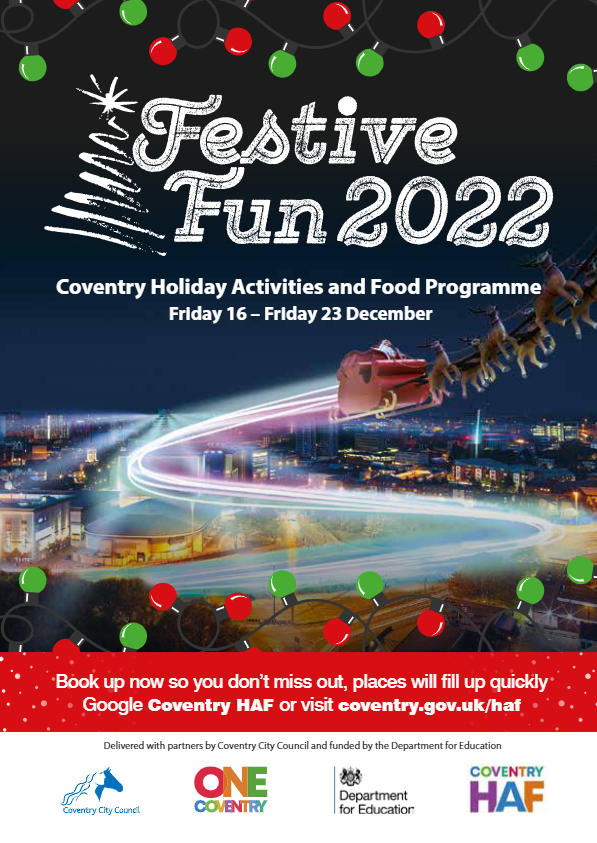 Festive
Fun 2022
Coventry Holiday Activities and Food Programme
Friday 16 – Friday 23 December
Book up now so you don't miss out, places will fill up quickly
Google Coventry HAF or visit coventry.gov.uk/haf
Delivered with partners by Coventry City Council and funded by the Department for Education
Coventry City Council
ONE
COVENTRY
Department
for Education
COVENTRY
HAF